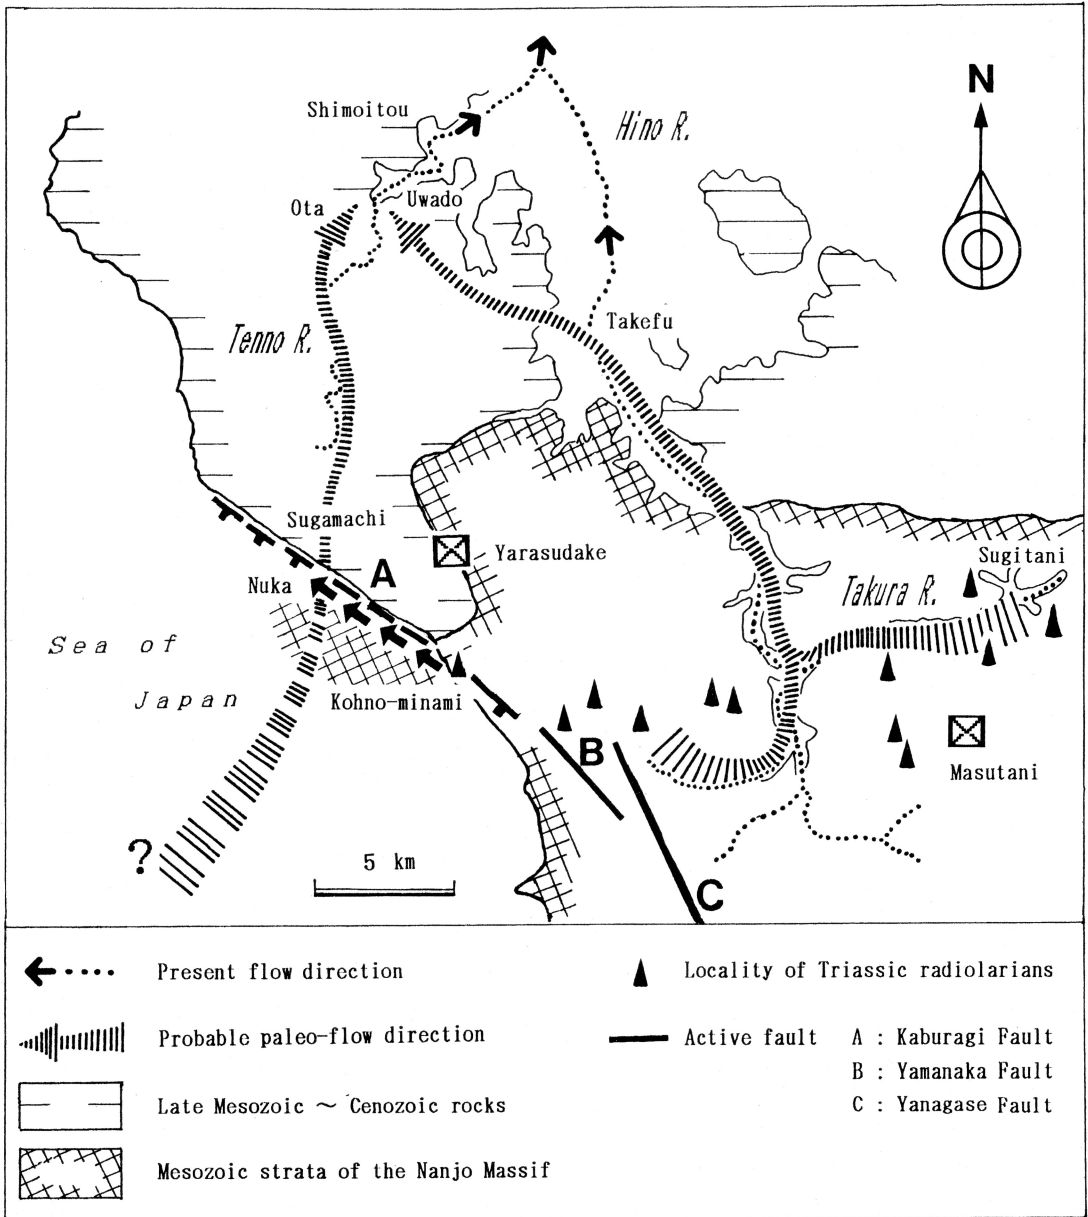 N
Shimoitou
Hino R.
Ota
Uwado
Tenno R.
Takefu
Sugamachi
A
Yarasudake
Sugitani
Nuka
Takura R.
Sea of
Japan
Kohno-minami
B
Masutani
?
5 km
C
Present flow direction
Locality of Triassic radiolarians
Probable paleo-flow direction
Active fault
A : Kaburagi Fault
B : Yamanaka Fault
C : Yanagase Fault
Late Mesozoic ~ Cenozoic rocks
Mesozoic strata of the Nanjo Massif